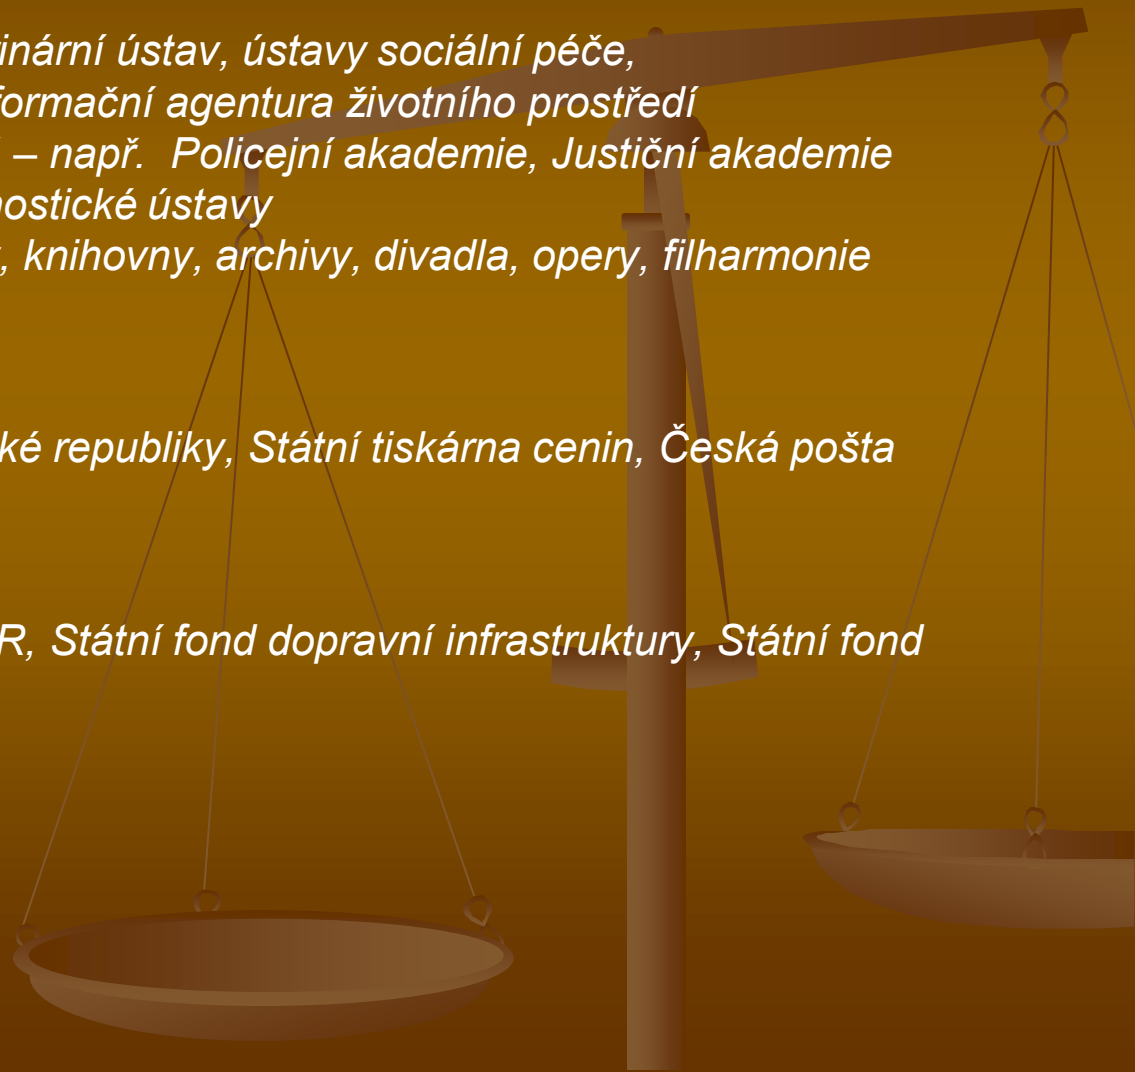 inární ústav, ústavy sociální péče,
formační agentura životního prostředí
– např. Policejní akademie, Justiční akademie
nostické ústavy
, knihovny, archivy, divadla, opery, filharmonie
ké republiky, Státní tiskárna cenin, Česká pošta
R, Státní fond dopravní infrastruktury, Státní fond